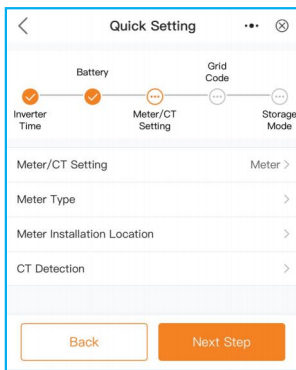 Quick Setting
Battery
Grid
Code
Inverter
Time
Meter/CT
Setting
Storage
Mode
Meter/CT Setting Meter >
Meter Type >
Meter Installation Location >
CT Detection >
Back Next Step